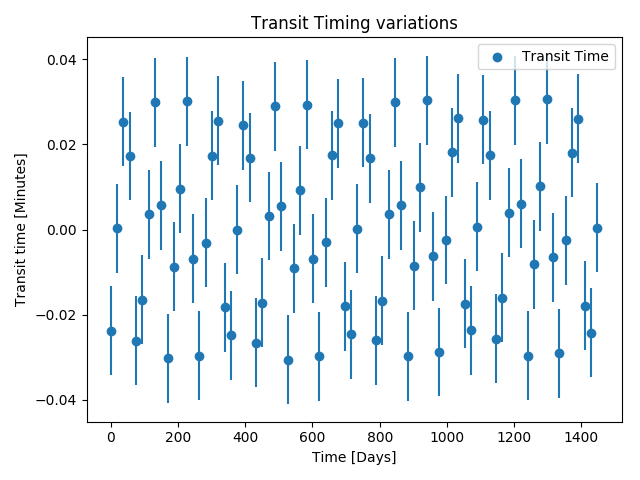 Transit Timing variations
Transit Time
0.04
0.02
0.00
−0.02
−0.04
Transit time [Minutes]
0 200 400 600 800 1000 1200 1400
Time [Days]